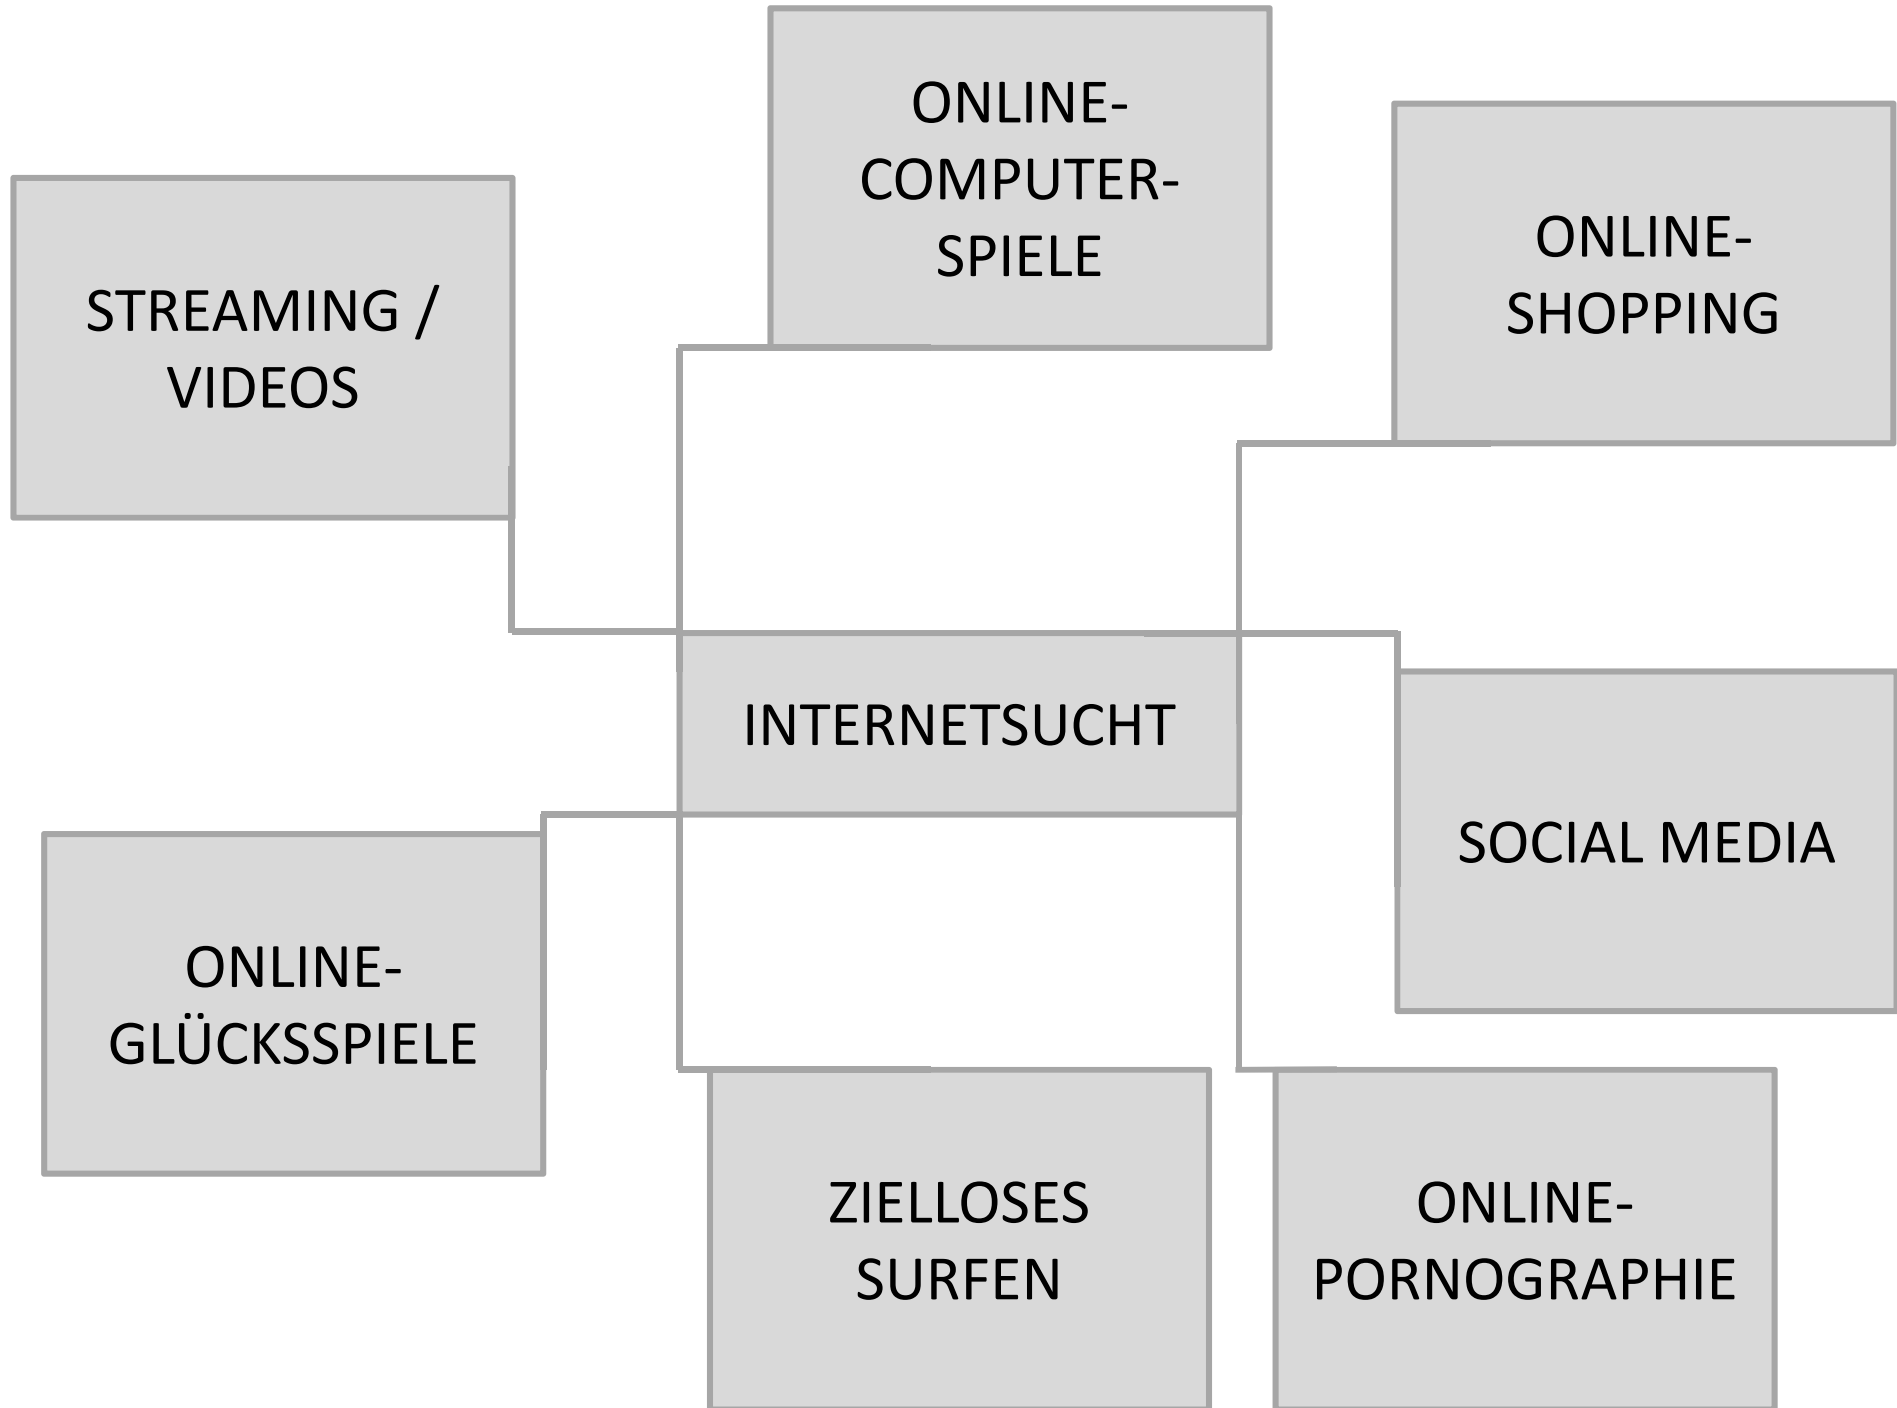 ONLINE-
COMPUTER-
SPIELE
ONLINE-
SHOPPING
STREAMING /
VIDEOS
INTERNETSUCHT
SOCIAL MEDIA
ONLINE-
GLÜCKSSPIELE
ZIELLOSES
SURFEN
ONLINE-
PORNOGRAPHIE